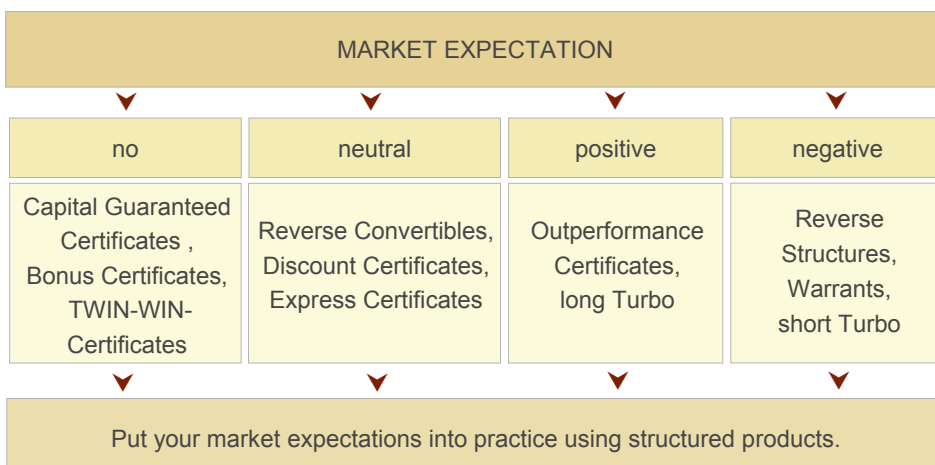 MARKET EXPECTATION
no
neutral
positive
negative
Capital Guaranteed
Certificates ,
Bonus Certificates,
TWIN-WIN-
Certificates
Reverse Convertibles,
Discount Certificates,
Express Certificates
Outperformance
Certificates,
long Turbo
Reverse
Structures,
Warrants,
short Turbo
Put your market expectations into practice using structured products.